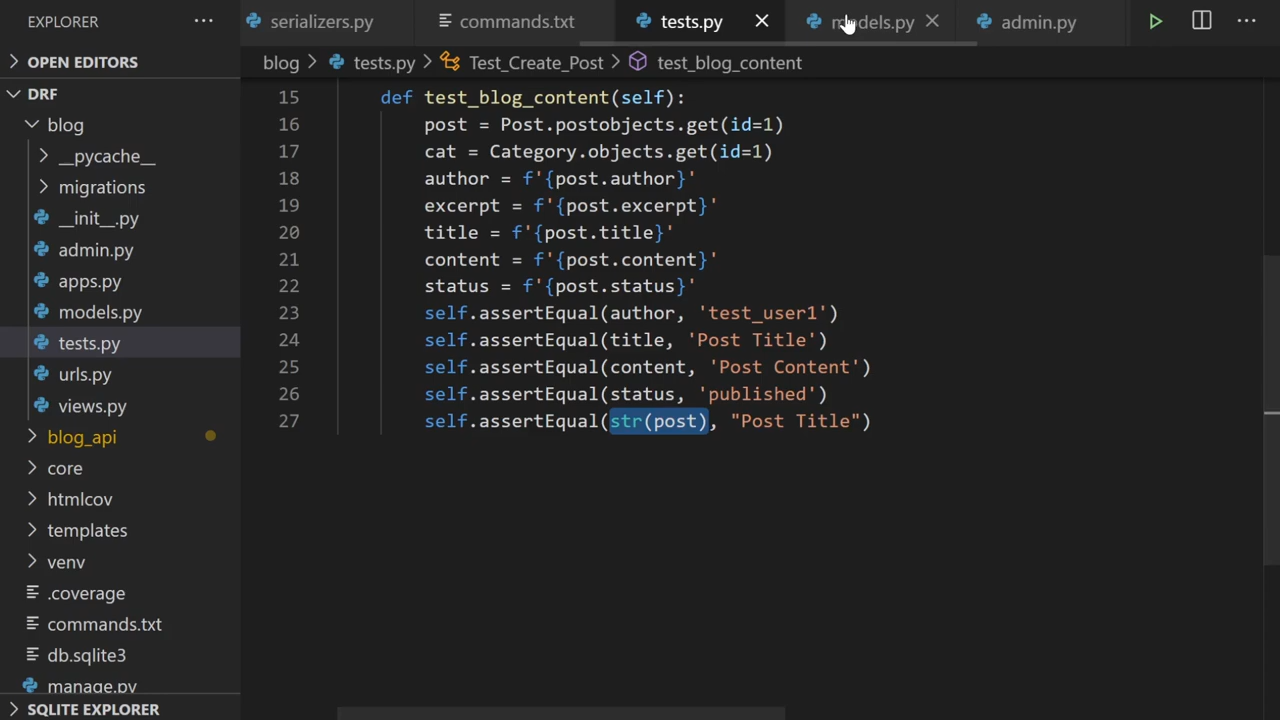 EXPLORER ···
serializers.py commands.txt tests.py models.py admin.py ···
OPEN EDITORS
blog > tests.py > Test_Create_Post > test_blog_content
DRF
blog
__pycache__
migrations
__init__.py
admin.py
apps.py
models.py
tests.py
urls.py
views.py
blog_api
core
htmlcov
templates
venv
.coverage
commands.txt
db.sqlite3
manage.py
SQLITE EXPLORER
15 def test_blog_content(self):
16 post = Post.postobjects.get(id=1)
17 cat = Category.objects.get(id=1)
18 author = f'{post.author}'
19 excerpt = f'{post.excerpt}'
20 title = f'{post.title}'
21 content = f'{post.content}'
22 status = f'{post.status}'
23 self.assertEqual(author, 'test_user1')
24 self.assertEqual(title, 'Post Title')
25 self.assertEqual(content, 'Post Content')
26 self.assertEqual(status, 'published')
27 self.assertEqual(str(post), "Post Title")